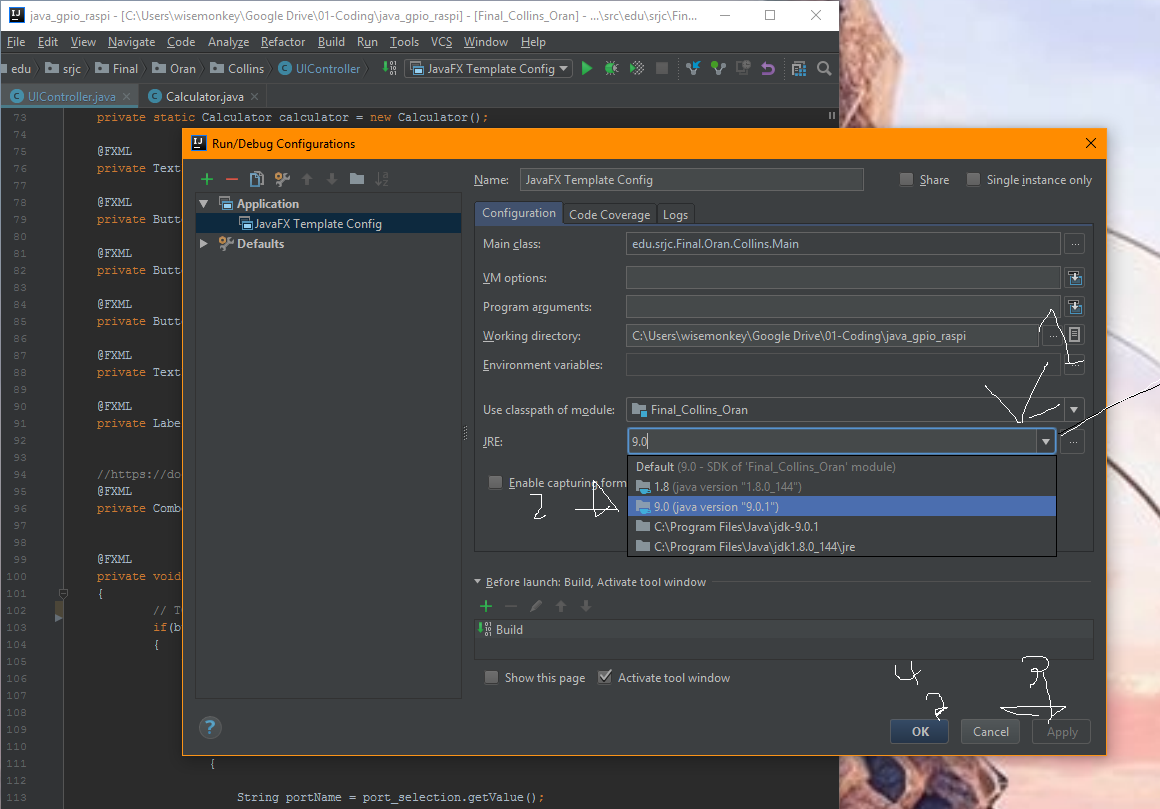 java_gpio_raspi - [C:\Users\wisemonkey\Google Drive\01-Coding\java_gpio_raspi] - [Final_Collins_Oran] - ...\src\edu\srjc\Fin...
File Edit View Navigate Code Analyze Refactor Build Run Tools VCS Window Help
edu srjc Final Oran Collins UIController JavaFX Template Config
UIController.java Calculator.java
73 private static Calculator calculator = new Calculator();
74
75 @FXML
76 private Text
77
78 @FXML
79 private Butt
80
81 @FXML
82 private Butt
83
84 @FXML
85 private Butt
86
87 @FXML
88 private Text
89
90 @FXML
91 private Labe
92
93
94 //https://do
95 @FXML
96 private Comb
97
98
99 @FXML
100 private void
101 {
102 // T
103 if(b
104 {
105
106
107
108
109
110
111 {
112
113 String portName = port_selection.getValue();
Run/Debug Configurations
Application
JavaFX Template Config
Defaults
Name: JavaFX Template Config Share Single instance only
Configuration Code Coverage Logs
Main class: edu.srjc.Final.Oran.Collins.Main ...
VM options:
Program arguments:
Working directory: C:\Users\wisemonkey\Google Drive\01-Coding\java_gpio_raspi ...
Environment variables: ...
Use classpath of module: Final_Collins_Oran
JRE: 9.0 ...
Default (9.0 - SDK of 'Final_Collins_Oran' module)
1.8 (java version "1.8.0_144")
Enable capturing form
2
9.0 (java version "9.0.1")
C:\Program Files\Java\jdk-9.0.1
C:\Program Files\Java\jdk1.8.0_144\jre
Before launch: Build, Activate tool window
Build
Show this page Activate tool window
4 3
? OK Cancel Apply